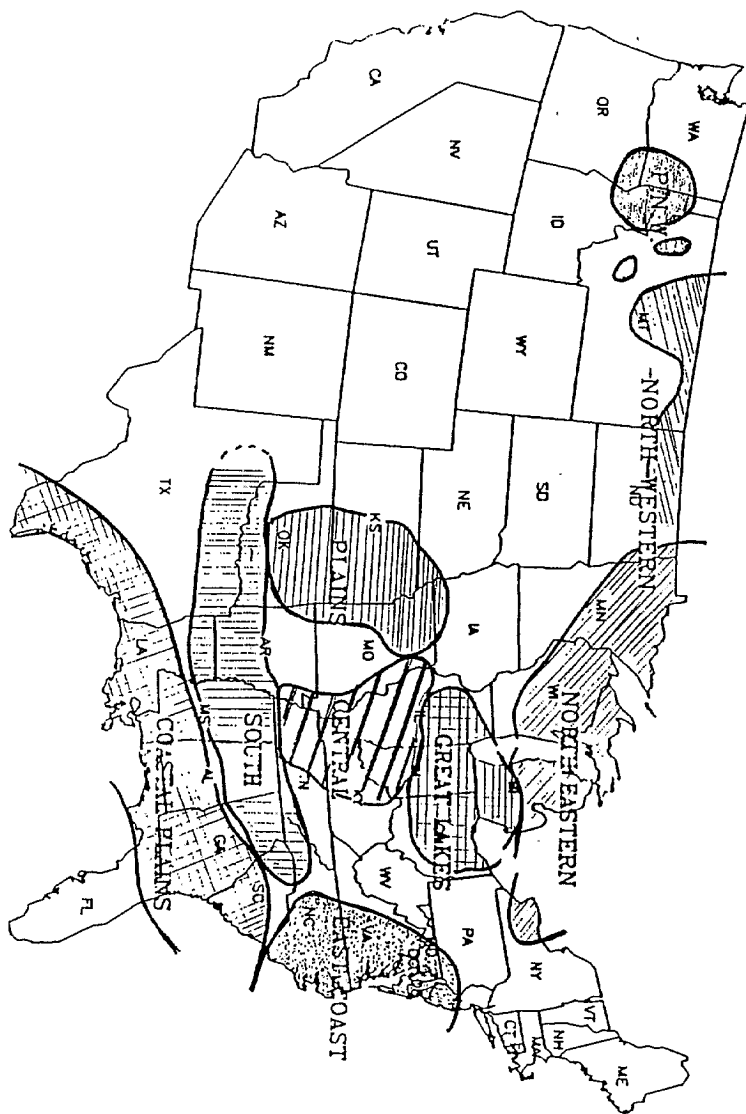 WA
OR
CA
NV
ID
UT
AZ
MT
WY
CO
NM
ND
SD
NE
KS
OK
TX
MN
IA
MO
AR
LA
WI
MS
AL
GA
FL
SC
NC
VA
WV
PA
NY
VT
NH
ME
MA
CT
P.N.W.
-NORTH-WESTERN
NORTH EASTERN
PLAINS
CENTRAL
GREAT LAKES
SOUTH
COASTAL PLAINS
EAST COAST